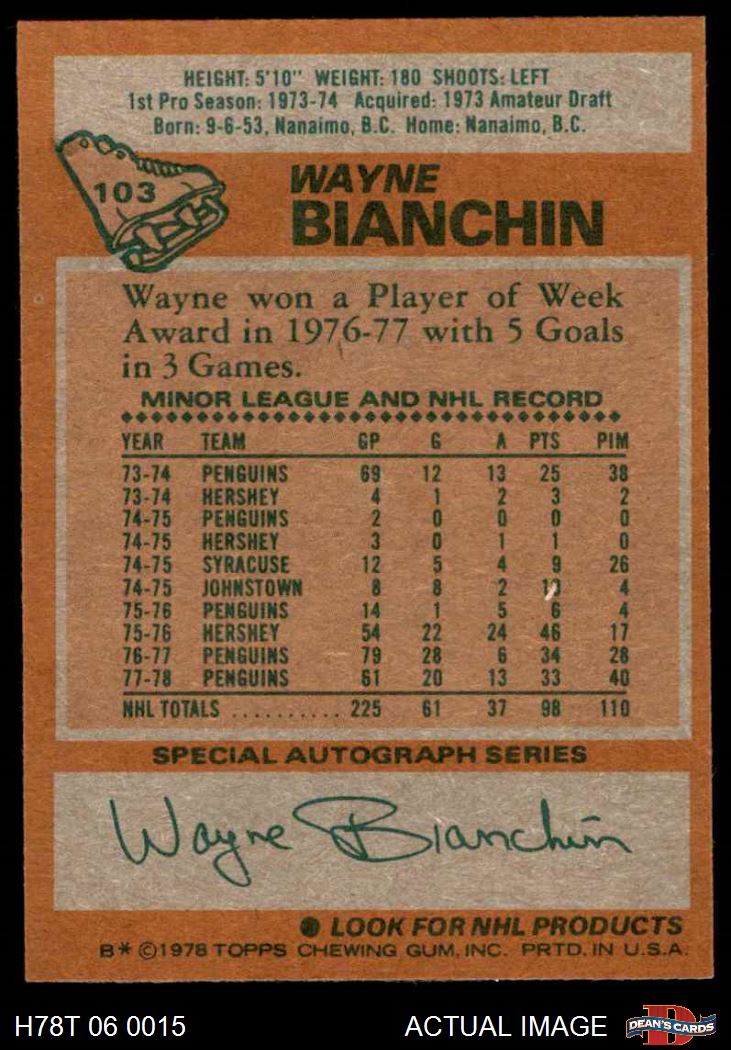 HEIGHT: 5'10" WEIGHT: 180 SHOOTS: LEFT
1st Pro Season: 1973-74 Acquired: 1973 Amateur Draft
Born: 9-6-53, Nanaimo, B.C. Home: Nanaimo, B.C.
103
WAYNE
BIANCHIN
Wayne won a Player of Week
Award in 1976-77 with 5 Goals
in 3 Games.
MINOR LEAGUE AND NHL RECORD
YEAR TEAM GP G A PTS PIM
73-74 PENGUINS 69 12 13 25 38
73-74 HERSHEY 4 1 2 3 2
74-75 PENGUINS 2 0 0 0 0
74-75 HERSHEY 3 0 1 1 0
74-75 SYRACUSE 12 5 4 9 26
74-75 JOHNSTOWN 8 8 2 4
75-76 PENGUINS 14 1 5 6 4
75-76 HERSHEY 54 22 24 46 17
76-77 PENGUINS 79 28 6 34 28
77-78 PENGUINS 61 20 13 33 40
NHL TOTALS .......... 225 61 37 98 110
SPECIAL AUTOGRAPH SERIES
Wayne Bianchin
LOOK FOR NHL PRODUCTS
B* ©1978 TOPPS CHEWING GUM, INC. PRTD. IN U.S.A.
H78T 06 0015 ACTUAL IMAGE D DEAN'S CARDS